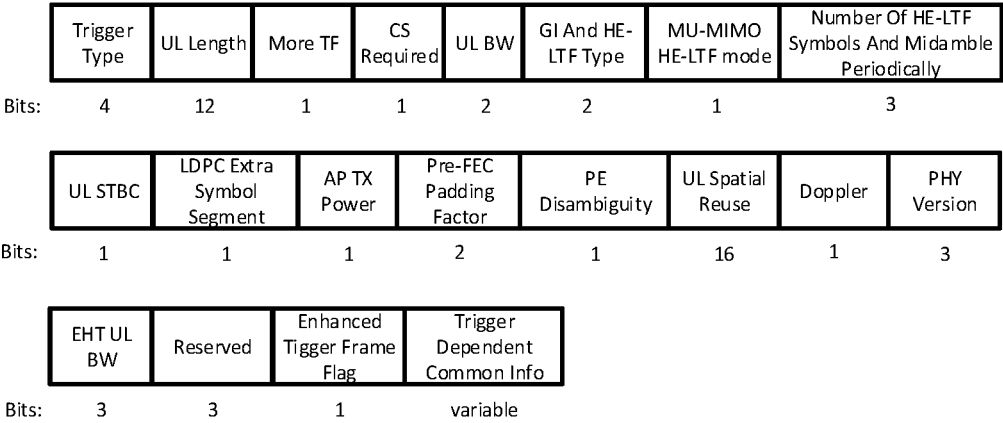 Trigger Type
UL Length
More TF
CS Required
UL BW
GI And HE-LTF Type
MU-MIMO HE-LTF mode
Number Of HE-LTF Symbols And Midamble Periodically
Bits: 4 12 1 1 2 2 1 3
UL STBC
LDPC Extra Symbol Segment
AP TX Power
Pre-FEC Padding Factor
PE Disambiguity
UL Spatial Reuse
Doppler
PHY Version
Bits: 1 1 1 2 1 16 1 3
EHT UL BW
Reserved
Enhanced Tigger Frame Flag
Trigger Dependent Common Info
Bits: 3 3 1 variable